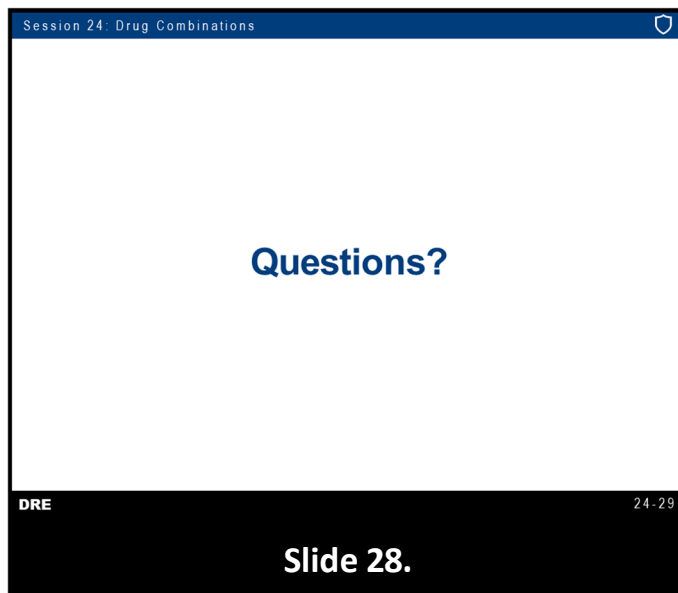 Session 24: Drug Combinations
Questions?
DRE
24-29
Slide 28.